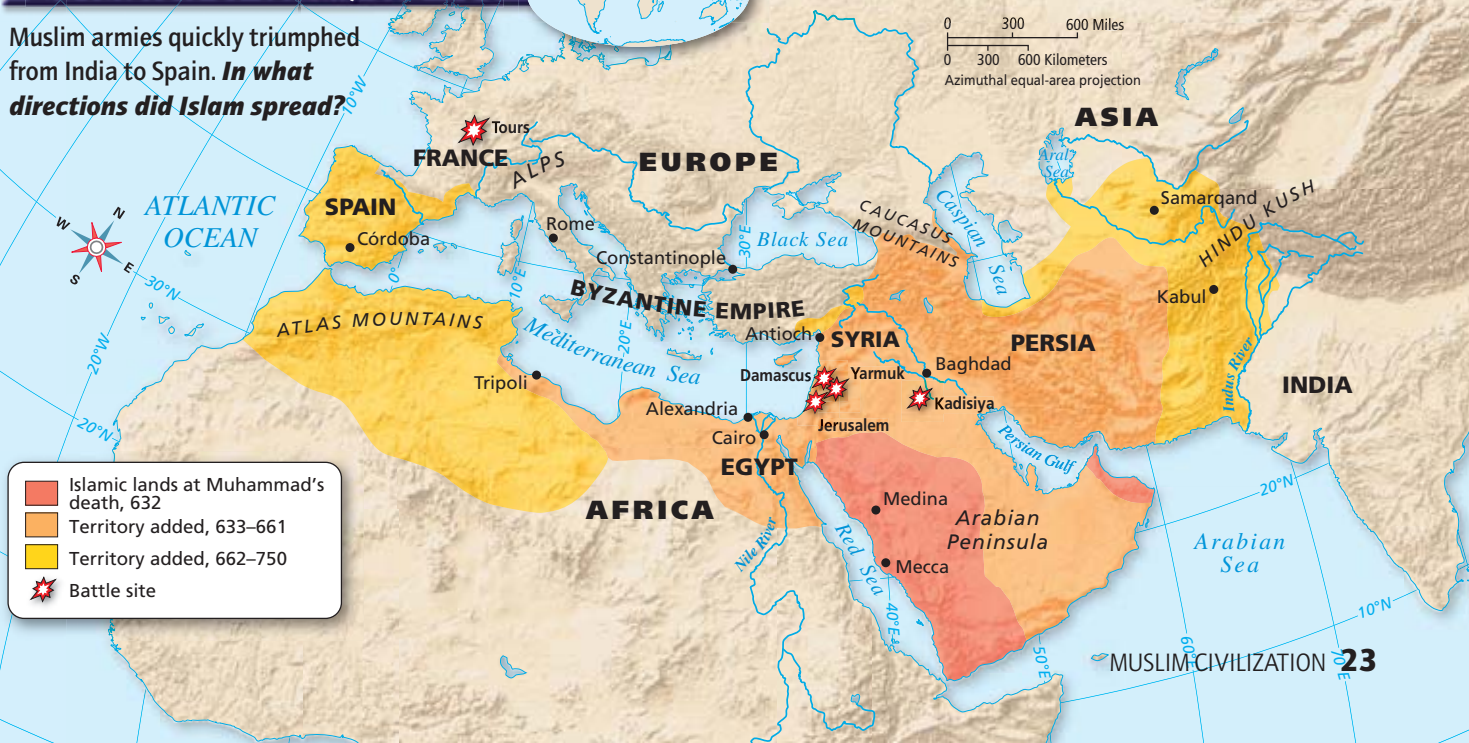 Muslim armies quickly triumphed
from India to Spain. In what
directions did Islam spread?
0 300 600 Miles
0 300 600 Kilometers
Azimuthal equal-area projection
10°W
ASIA
Tours
FRANCE
ALPS
EUROPE
Aral
Sea
ATLANTIC
OCEAN
N
W
E
S
SPAIN
Córdoba
Rome
Constantinople
30°E
Black Sea
CAUCASUS
MOUNTAINS
Caspian
Sea
Samarqand
HINDU KUSH
Kabul
30°N
0°
10°E
BYZANTINE EMPIRE
ATLAS MOUNTAINS
Mediterranean Sea
20°E
Antioch
SYRIA
PERSIA
Baghdad
20°W
Tripoli
Damascus
Yarmuk
Kadisiya
Jerusalem
Indus River
INDIA
Alexandria
Cairo
EGYPT
Persian Gulf
20°N
20°N
AFRICA
Nile River
Red Sea
Medina
Mecca
Arabian
Peninsula
Arabian
Sea
40°E
50°E
60°
70°E
10°N
Islamic lands at Muhammad's
death, 632
Territory added, 633–661
Territory added, 662–750
Battle site
MUSLIM CIVILIZATION 23